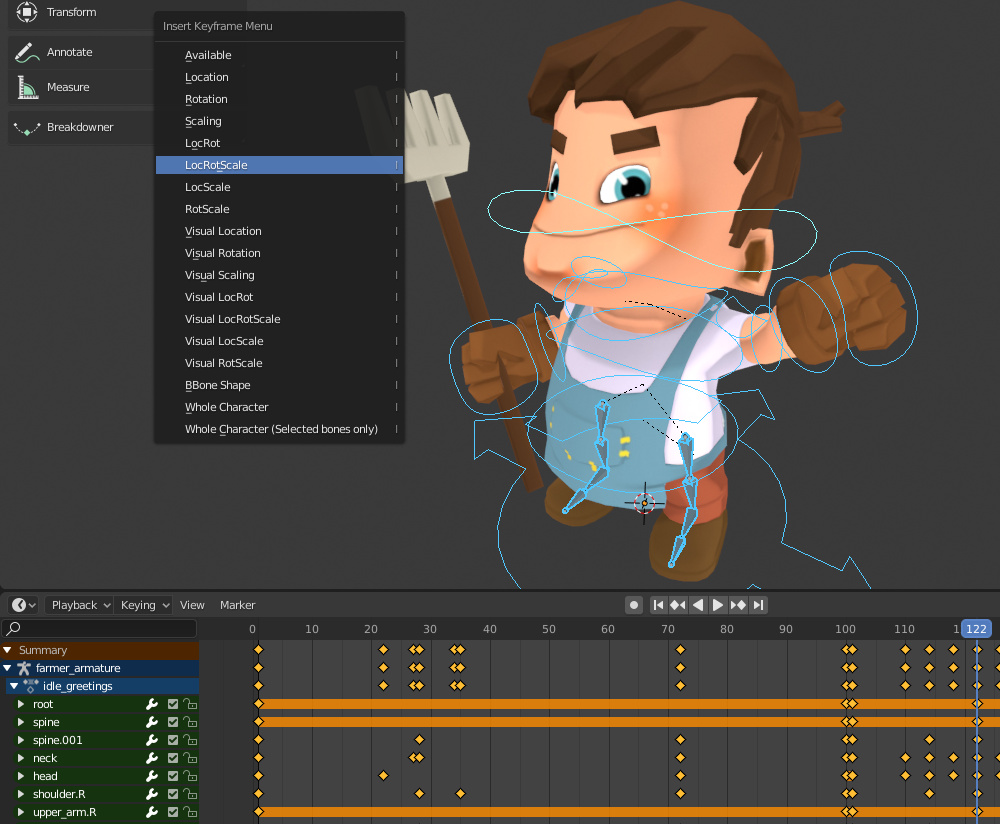 Transform
Annotate
Measure
Breakdowner
Insert Keyframe Menu
Available I
Location I
Rotation I
Scaling I
LocRot I
LocRotScale I
LocScale I
RotScale I
Visual Location I
Visual Rotation I
Visual Scaling I
Visual LocRot I
Visual LocRotScale I
Visual LocScale I
Visual RotScale I
BBone Shape I
Whole Character I
Whole Character (Selected bones only) I
Playback Keying View Marker
0 10 20 30 40 50 60 70 80 90 100 110 122
Summary
farmer_armature
idle_greetings
root
spine
spine.001
neck
head
shoulder.R
upper_arm.R